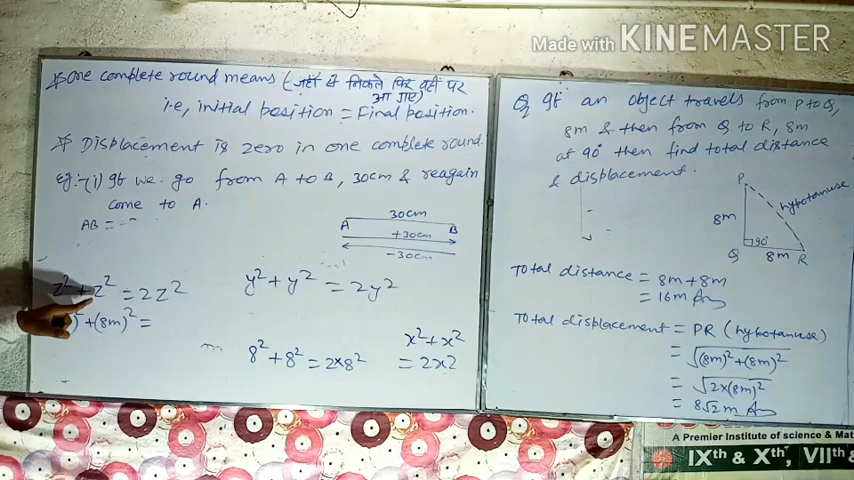 Made with KINEMASTER
* One complete round means (जहाँ से निकले फिर वहीं पर
आ गए)
i.e, initial position = Final position.
* Displacement is zero in one complete round.
eg:-(i) If we go from A to B, 30cm & reagain
come to A.
AB =
30cm
A B
+30cm
-30cm
z² + z² = 2z²
+(8m)² =
y² + y² = 2y²
8² + 8² = 2×8²
x² + x²
= 2x2
Q If an object travels from P to Q,
8m & then from Q to R, 8m
at 90° then find total distance
& displacement.
P
8m
hypotanuse
90°
Q 8m R
Total distance = 8m + 8m
= 16m Ans
Total displacement = PR (hypotanuse)
= √(8m)² + (8m)²
= √2×(8m)²
= 8√2 m Ans
A Premier Institute of science & Mat
IXth & Xth, VIIth &